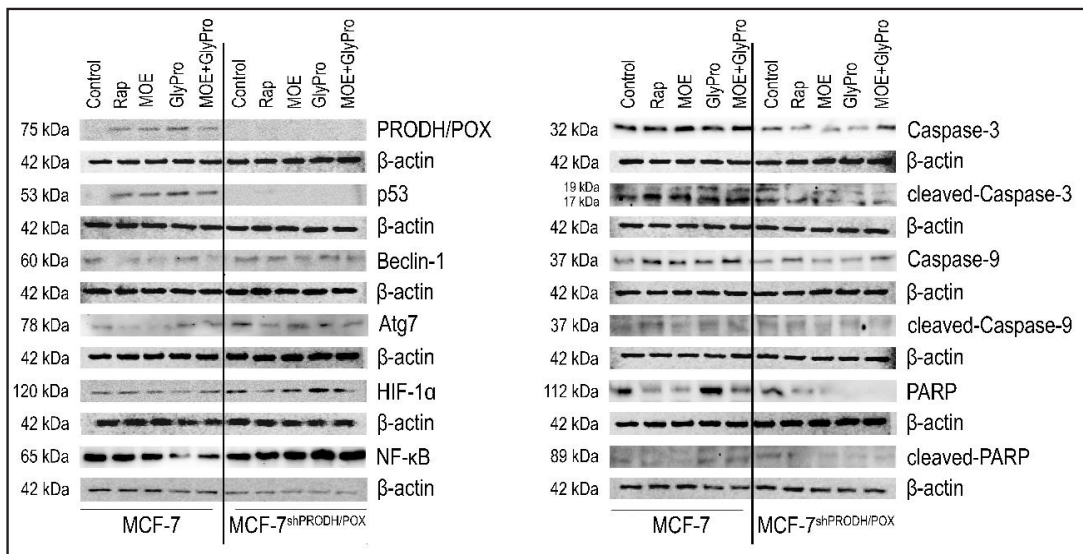 Control Rap MOE GlyPro MOE+GlyPro Control Rap MOE GlyPro MOE+GlyPro
75 kDa PRODH/POX
42 kDa β-actin
53 kDa p53
42 kDa β-actin
60 kDa Beclin-1
42 kDa β-actin
78 kDa Atg7
42 kDa β-actin
120 kDa HIF-1α
42 kDa β-actin
65 kDa NF-κB
42 kDa β-actin
MCF-7 MCF-7shPRODH/POX
Control Rap MOE GlyPro MOE+GlyPro Control Rap MOE GlyPro MOE+GlyPro
32 kDa Caspase-3
42 kDa β-actin
19 kDa
17 kDa cleaved-Caspase-3
42 kDa β-actin
37 kDa Caspase-9
42 kDa β-actin
37 kDa cleaved-Caspase-9
42 kDa β-actin
112 kDa PARP
42 kDa β-actin
89 kDa cleaved-PARP
42 kDa β-actin
MCF-7 MCF-7shPRODH/POX